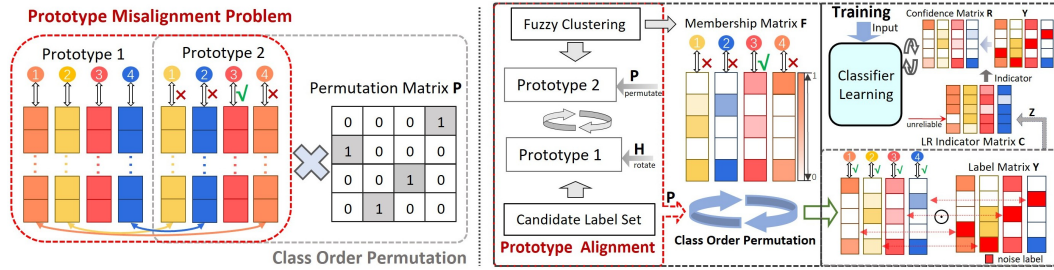 Prototype Misalignment Problem
Prototype 1
Prototype 2
1 2 3 4 1 2 3 4
Permutation Matrix P
0 0 0 1
1 0 0 0
0 0 1 0
0 1 0 0
Class Order Permutation
Fuzzy Clustering
Prototype 2
P
permutate
Prototype 1
H
rotate
Candidate Label Set
Prototype Alignment
Membership Matrix F
1 2 3 4
1
0
P
Class Order Permutation
Training
Input
Classifier
Learning
Confidence Matrix R
Y
Indicator
unreliable
Z
LR Indicator Matrix C
1 2 3 4
Label Matrix Y
noise label